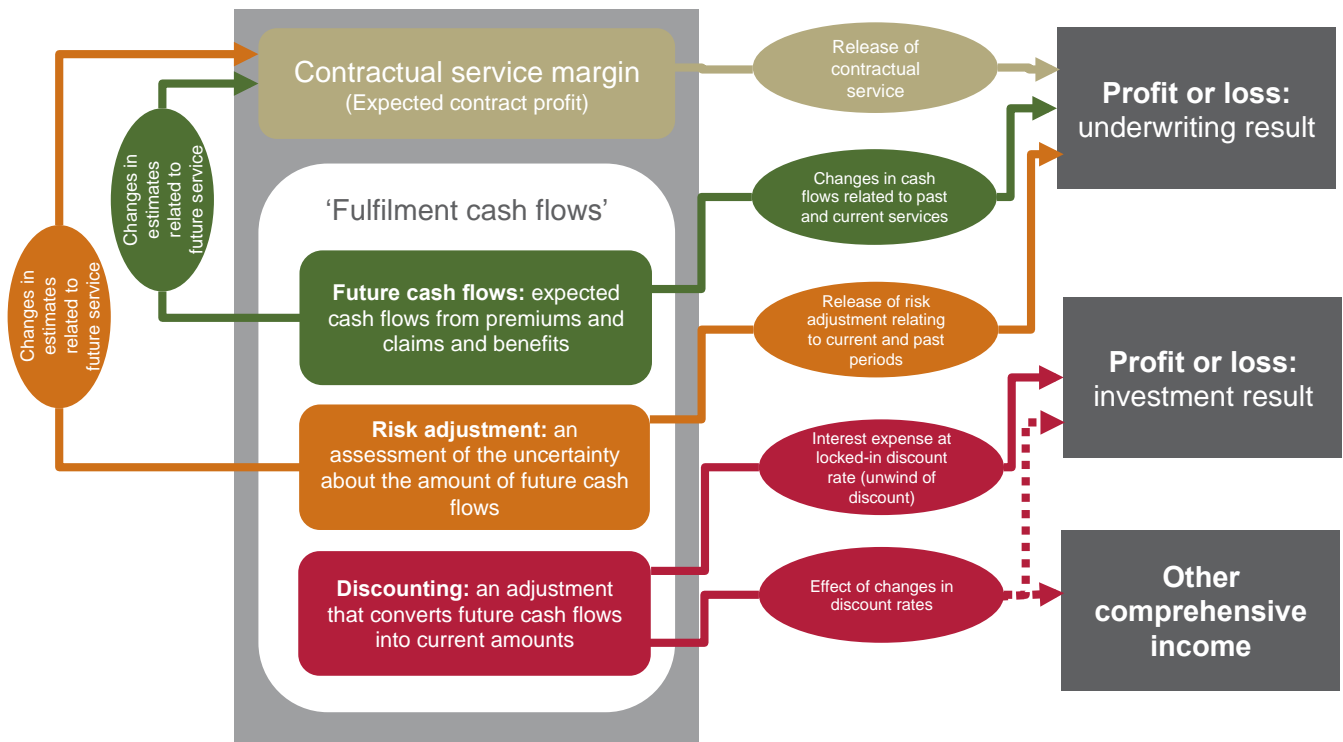 Contractual service margin
(Expected contract profit)
Release of
contractual
service
Profit or loss:
underwriting result
Changes in
estimates
related to
future service
Changes in
estimates
related to
future service
'Fulfilment cash flows'
Changes in cash
flows related to past
and current services
Future cash flows: expected
cash flows from premiums and
claims and benefits
Release of risk
adjustment relating
to current and past
periods
Profit or loss:
investment result
Risk adjustment: an
assessment of the uncertainty
about the amount of future cash
flows
Interest expense at
locked-in discount
rate (unwind of
discount)
Discounting: an adjustment
that converts future cash flows
into current amounts
Effect of changes in
discount rates
Other
comprehensive
income